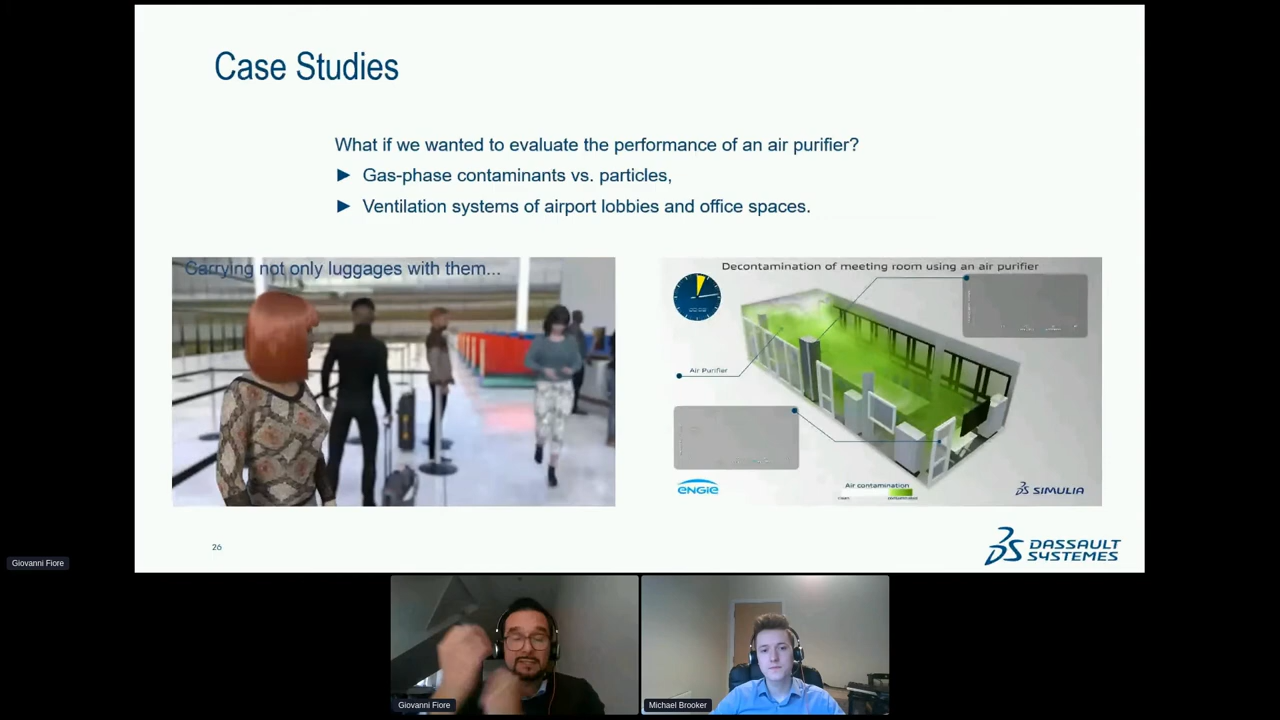 Case Studies
What if we wanted to evaluate the performance of an air purifier?
► Gas-phase contaminants vs. particles,
► Ventilation systems of airport lobbies and office spaces.
Carrying not only luggages with them...
Decontamination of meeting room using an air purifier
Air Purifier
Air contamination
ENGIE
SIMULIA
26
DASSAULT SYSTEMES
Giovanni Fiore
Giovanni Fiore
Michael Brooker